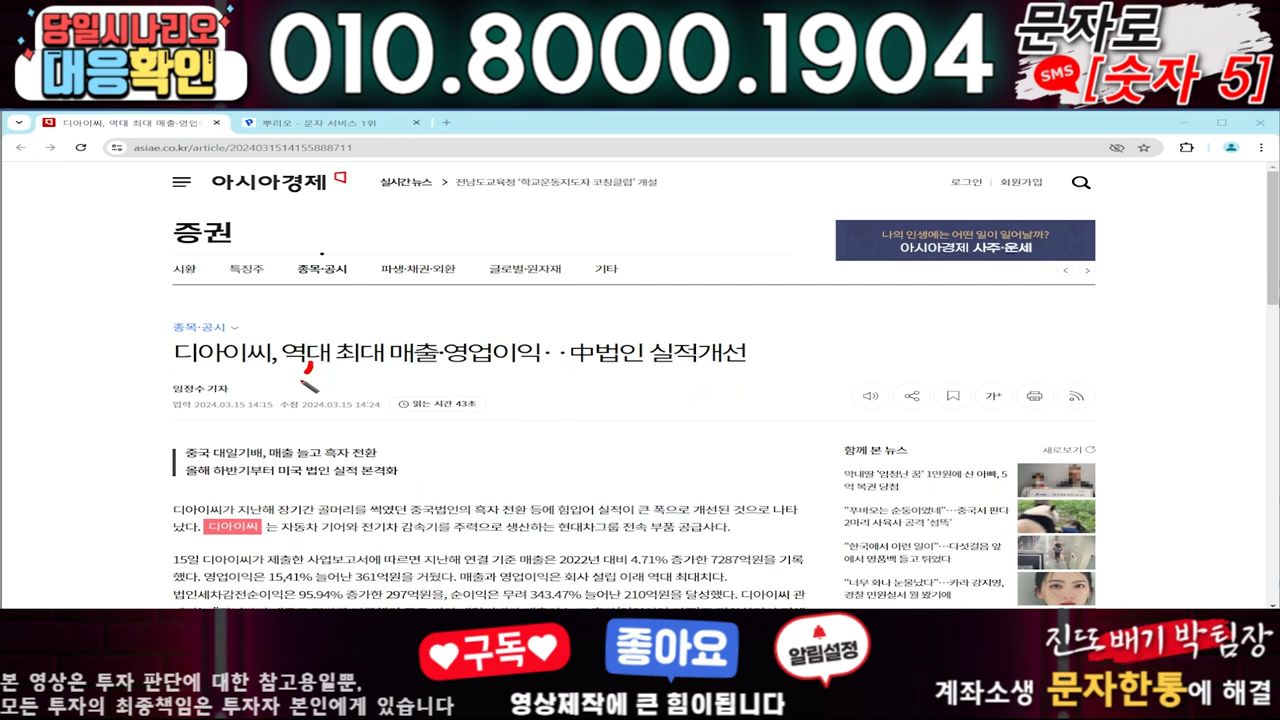 당일시나리오
대응확인
010.8000.1904
문자로
SMS
[숫자 5]
디아이씨, 역대 최대 매출·영업이
뿌리오 - 문자 서비스 1위
asiae.co.kr/article/2024031514155888711
아시아경제
실시간 뉴스 > 전남도교육청 '학교운동지도자 코칭클럽' 개설
로그인 | 회원가입
증권
나의 인생에는 어떤 일이 일어날까?
아시아경제 사주·운세
시황 특징주 종목·공시 파생·채권·외환 글로벌·원자재 기타
종목·공시
디아이씨, 역대 최대 매출·영업이익‥中법인 실적개선
임정수 기자
입력 2024.03.15 14:15 수정 2024.03.15 14:24 읽는 시간 43초
가+
중국 대일기배, 매출 늘고 흑자 전환
올해 하반기부터 미국 법인 실적 본격화
함께 본 뉴스 새로보기
막내딸 '엄청난 꿈' 1만원에 산 아빠, 5
억 복권 당첨
"푸바오는 순둥이였네"…중국서 판다
2마리 사육사 공격 '섬뜩'
"한국에서 이런 일이"…다섯걸음 앞
에서 명품백 들고 튀었다
"너무 화나 눈물났다"…카라 강지영,
경찰 민원실서 뭘 봤기에
디아이씨가 지난해 장기간 골머리를 썩였던 중국법인의 흑자 전환 등에 힘입어 실적이 큰 폭으로 개선된 것으로 나타
났다. 디아이씨 는 자동차 기어와 전기차 감속기를 주력으로 생산하는 현대차그룹 전속 부품 공급사다.
15일 디아이씨가 제출한 사업보고서에 따르면 지난해 연결 기준 매출은 2022년 대비 4.71% 증가한 7287억원을 기록
했다. 영업이익은 15,41% 늘어난 361억원을 거뒀다. 매출과 영업이익은 회사 설립 이래 역대 최대치다.
법인세차감전순이익은 95.94% 증가한 297억원을, 순이익은 무려 343.47% 늘어난 210억원을 달성했다. 디아이씨 관
구독
좋아요
알림설정
영상제작에 큰 힘이됩니다
본 영상은 투자 판단에 대한 참고용일뿐,
모든 투자의 최종책임은 투자자 본인에게 있습니다
진또배기 박팀장
계좌소생 문자한통에 해결